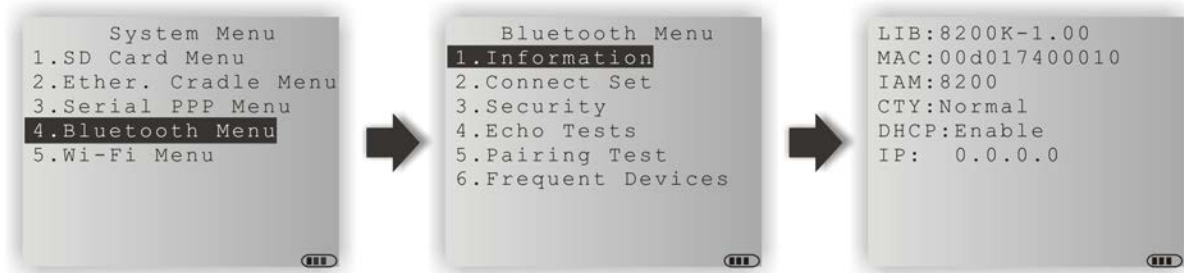 System Menu
1.SD Card Menu
2.Ether. Cradle Menu
3.Serial PPP Menu
4.Bluetooth Menu
5.Wi-Fi Menu
Bluetooth Menu
1.Information
2.Connect Set
3.Security
4.Echo Tests
5.Pairing Test
6.Frequent Devices
LIB:8200K-1.00
MAC:00d017400010
IAM:8200
CTY:Normal
DHCP:Enable
IP: 0.0.0.0